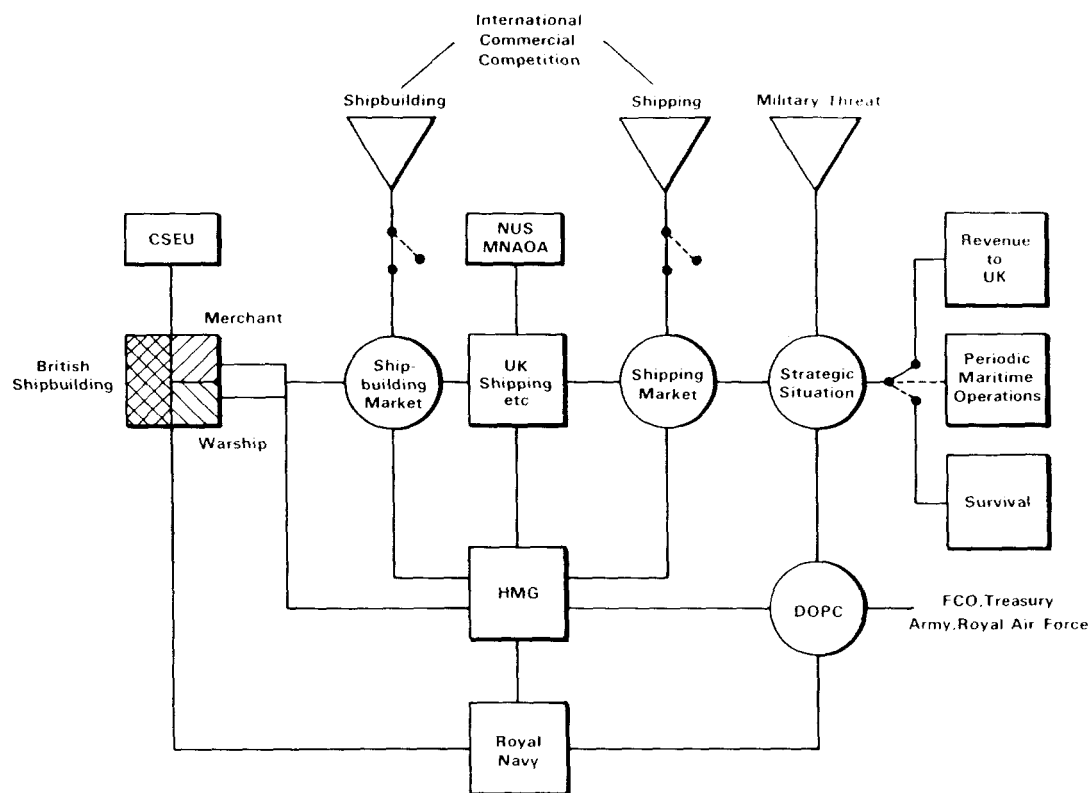 International
Commercial
Competition
Shipbuilding
Shipping
Military Threat
CSEU
NUS
MNAOA
Revenue
to
UK
Merchant
British
Shipbuilding
Warship
Ship-
building
Market
UK
Shipping
etc
Shipping
Market
Strategic
Situation
Periodic
Maritime
Operations
Survival
HMG
DOPC
FCO,Treasury
Army,Royal Air Force
Royal
Navy